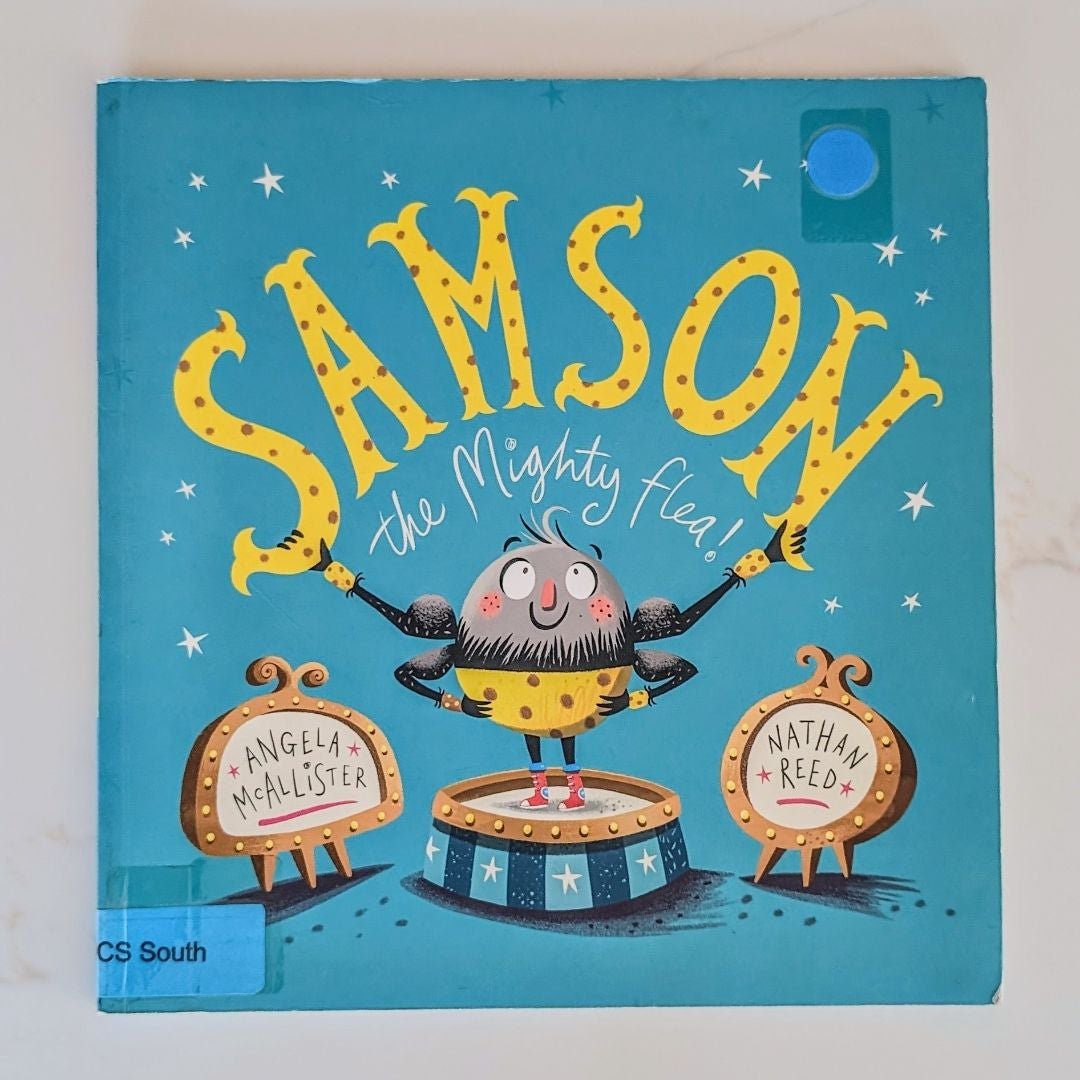 SAMSON
the Mighty flea!
ANGELA
McALLiSTER
NATHAN
REED
CS South